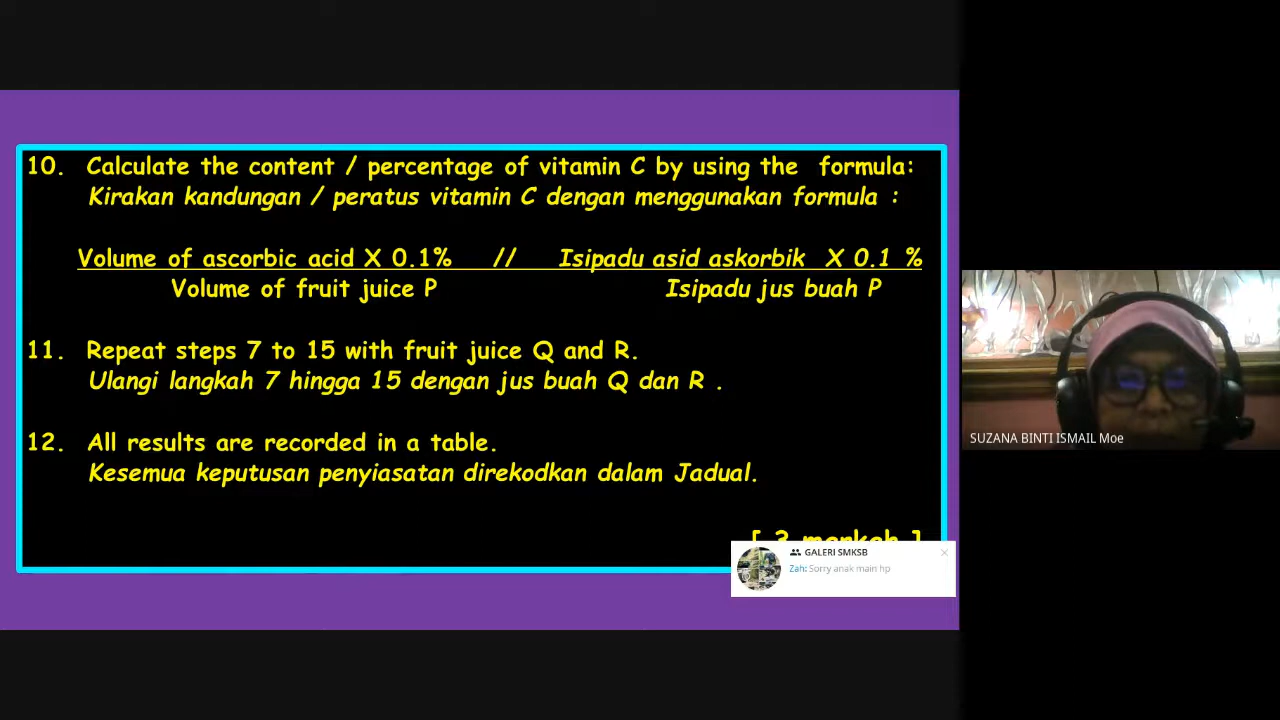 10. Calculate the content / percentage of vitamin C by using the formula:
Kirakan kandungan / peratus vitamin C dengan menggunakan formula :
Volume of ascorbic acid X 0.1% // Isipadu asid askorbik X 0.1 %
Volume of fruit juice P Isipadu jus buah P
11. Repeat steps 7 to 15 with fruit juice Q and R.
Ulangi langkah 7 hingga 15 dengan jus buah Q dan R .
12. All results are recorded in a table.
Kesemua keputusan penyiasatan direkodkan dalam Jadual.
[ 3 markah ]
GALERI SMKSB
Zah: Sorry anak main hp
SUZANA BINTI ISMAIL Moe